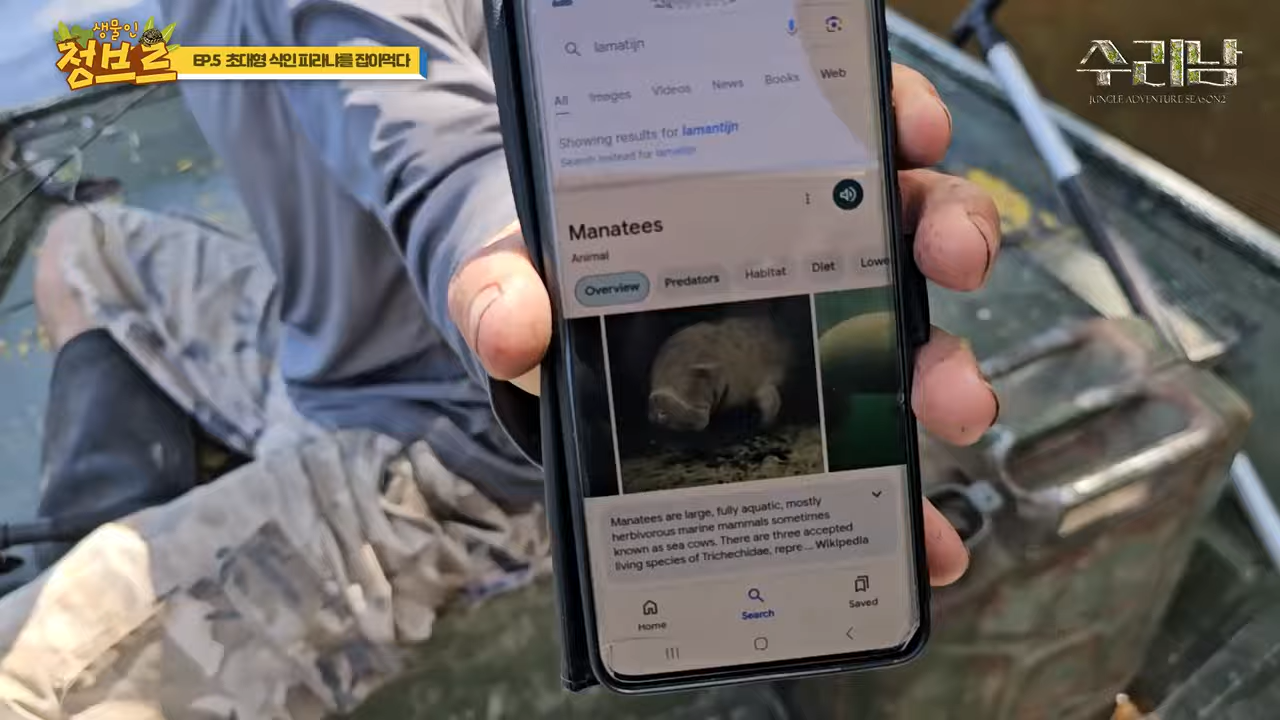 생물인
정브르
EP.5 초대형 식인 피라냐를 잡아먹다
수리남
JUNGLE ADVENTURE SEASON2
lamatijn
All Images Videos News Books Web
Showing results for lamantijn
Search instead for lamatijn
Manatees
Animal
Overview Predators Habitat Diet Lowe
Manatees are large, fully aquatic, mostly
herbivorous marine mammals sometimes
known as sea cows. There are three accepted
living species of Trichechidae, repre... Wikipedia
Home Search Saved